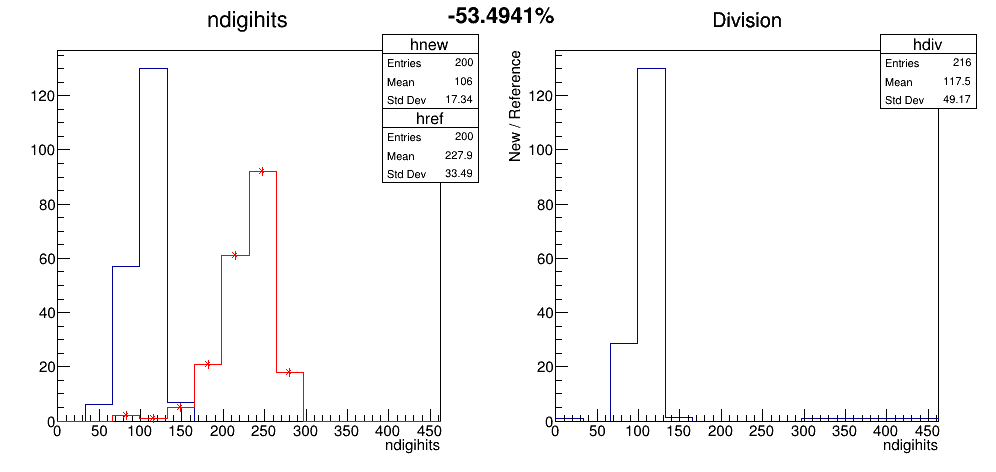 -53.4941%
ndigihits
hnew
Entries 200
Mean 106
Std Dev 17.34
href
Entries 200
Mean 227.9
Std Dev 33.49
120
100
80
60
40
20
0
0 50 100 150 200 250 300 350 400 450
ndigihits
Division
hdiv
Entries 216
Mean 117.5
Std Dev 49.17
New / Reference
120
100
80
60
40
20
0
0 50 100 150 200 250 300 350 400 450
ndigihits